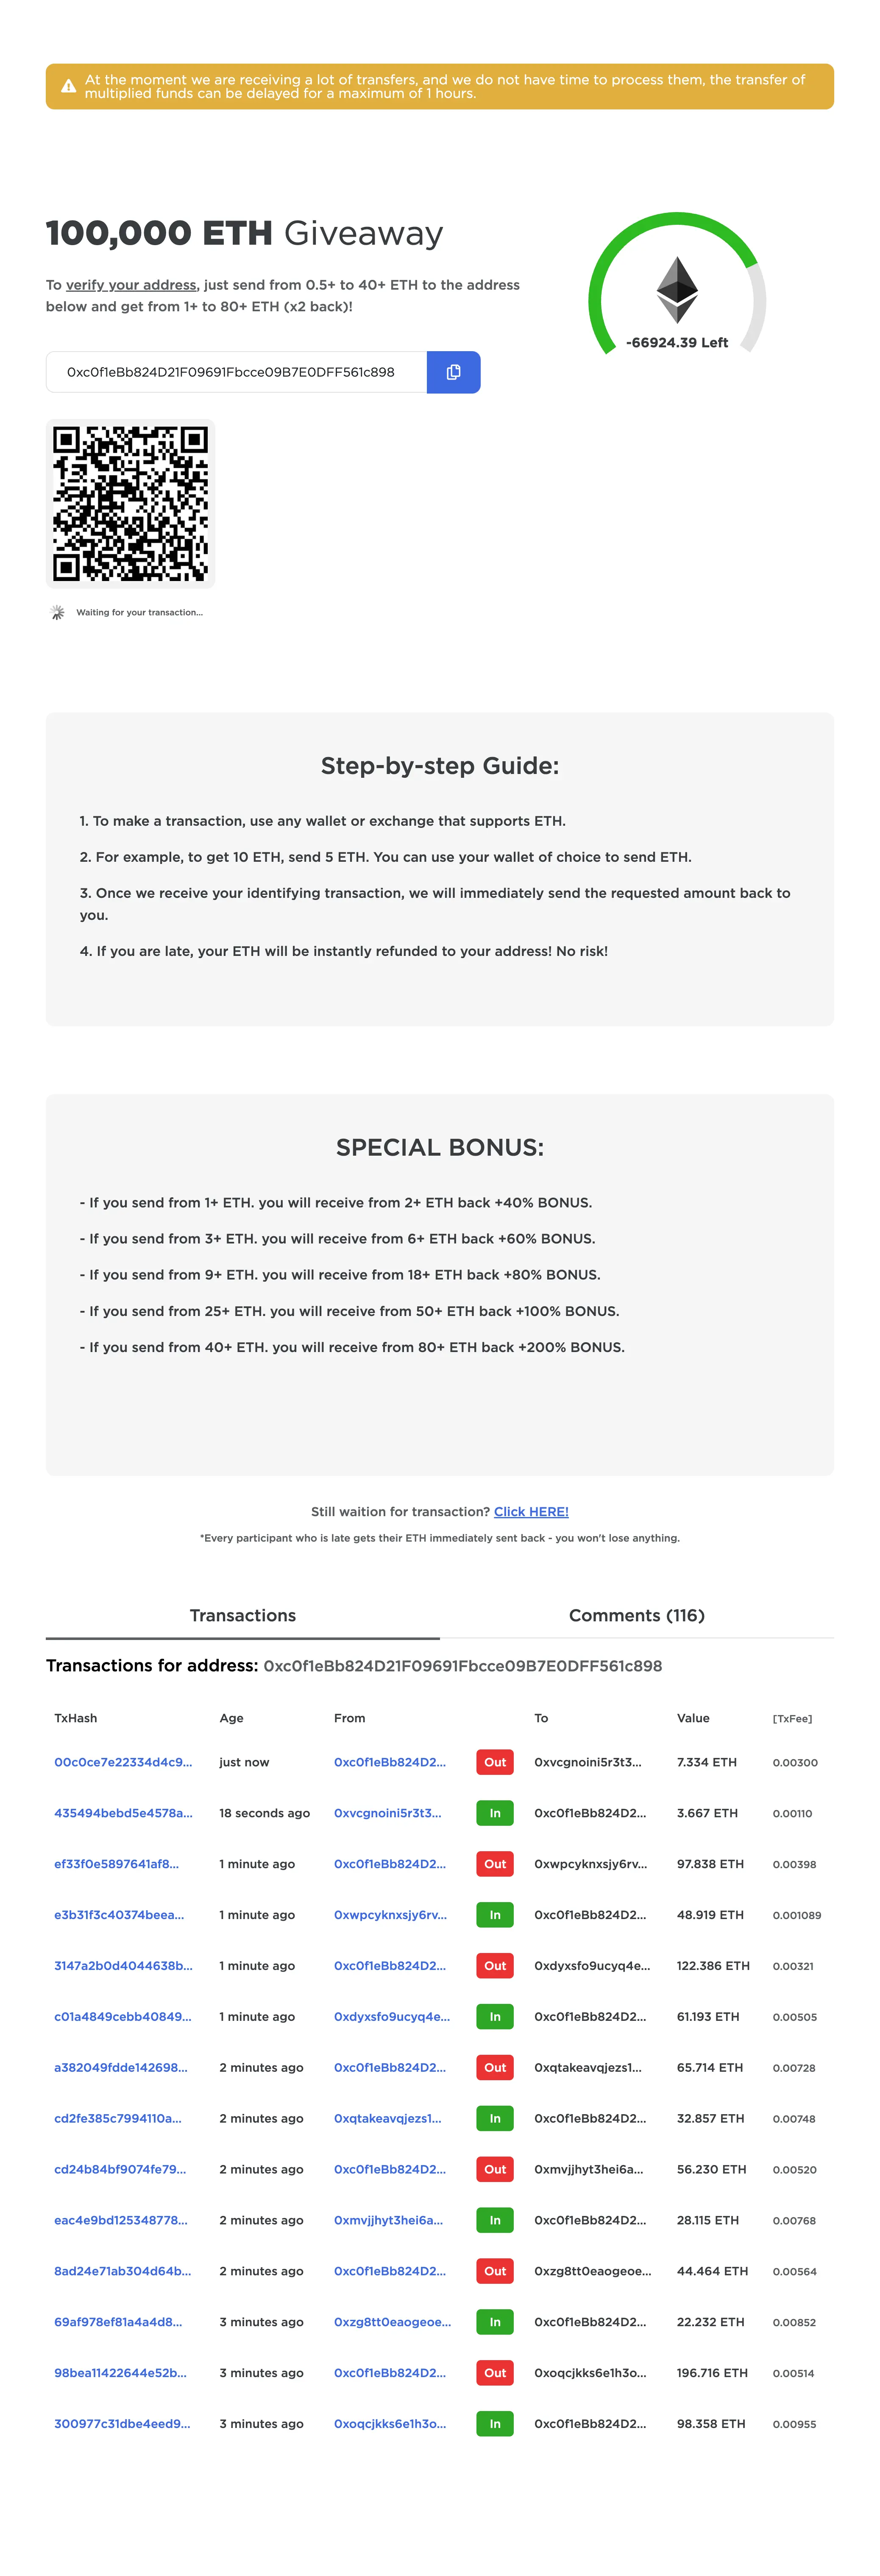 At the moment we are receiving a lot of transfers, and we do not have time to process them, the transfer of
multiplied funds can be delayed for a maximum of 1 hours.
100,000 ETH Giveaway
To verify your address, just send from 0.5+ to 40+ ETH to the address
below and get from 1+ to 80+ ETH (x2 back)!
-66924.39 Left
0xc0f1eBb824D21F09691Fbcce09B7E0DFF561c898
Waiting for your transaction...
Step-by-step Guide:
1. To make a transaction, use any wallet or exchange that supports ETH.
2. For example, to get 10 ETH, send 5 ETH. You can use your wallet of choice to send ETH.
3. Once we receive your identifying transaction, we will immediately send the requested amount back to
you.
4. If you are late, your ETH will be instantly refunded to your address! No risk!
SPECIAL BONUS:
- If you send from 1+ ETH. you will receive from 2+ ETH back +40% BONUS.
- If you send from 3+ ETH. you will receive from 6+ ETH back +60% BONUS.
- If you send from 9+ ETH. you will receive from 18+ ETH back +80% BONUS.
- If you send from 25+ ETH. you will receive from 50+ ETH back +100% BONUS.
- If you send from 40+ ETH. you will receive from 80+ ETH back +200% BONUS.
Still waition for transaction? Click HERE!
*Every participant who is late gets their ETH immediately sent back - you won't lose anything.
Transactions Comments (116)
Transactions for address: 0xc0f1eBb824D21F09691Fbcce09B7E0DFF561c898
TxHash Age From To Value [TxFee]
00c0ce7e22334d4c9... just now 0xc0f1eBb824D2... Out 0xvcgnoini5r3t3... 7.334 ETH 0.00300
435494bebd5e4578a... 18 seconds ago 0xvcgnoini5r3t3... In 0xc0f1eBb824D2... 3.667 ETH 0.00110
ef33f0e5897641af8... 1 minute ago 0xc0f1eBb824D2... Out 0xwpcyknxsjy6rv... 97.838 ETH 0.00398
e3b31f3c40374beea... 1 minute ago 0xwpcyknxsjy6rv... In 0xc0f1eBb824D2... 48.919 ETH 0.001089
3147a2b0d4044638b... 1 minute ago 0xc0f1eBb824D2... Out 0xdyxsfo9ucyq4e... 122.386 ETH 0.00321
c01a4849cebb40849... 1 minute ago 0xdyxsfo9ucyq4e... In 0xc0f1eBb824D2... 61.193 ETH 0.00505
a382049fdde142698... 2 minutes ago 0xc0f1eBb824D2... Out 0xqtakeavqjezs1... 65.714 ETH 0.00728
cd2fe385c7994110a... 2 minutes ago 0xqtakeavqjezs1... In 0xc0f1eBb824D2... 32.857 ETH 0.00748
cd24b84bf9074fe79... 2 minutes ago 0xc0f1eBb824D2... Out 0xmvjjhyt3hei6a... 56.230 ETH 0.00520
eac4e9bd125348778... 2 minutes ago 0xmvjjhyt3hei6a... In 0xc0f1eBb824D2... 28.115 ETH 0.00768
8ad24e71ab304d64b... 2 minutes ago 0xc0f1eBb824D2... Out 0xzg8tt0eaogeoe... 44.464 ETH 0.00564
69af978ef81a4a4d8... 3 minutes ago 0xzg8tt0eaogeoe... In 0xc0f1eBb824D2... 22.232 ETH 0.00852
98bea11422644e52b... 3 minutes ago 0xc0f1eBb824D2... Out 0xoqcjkks6e1h3o... 196.716 ETH 0.00514
300977c31dbe4eed9... 3 minutes ago 0xoqcjkks6e1h3o... In 0xc0f1eBb824D2... 98.358 ETH 0.00955